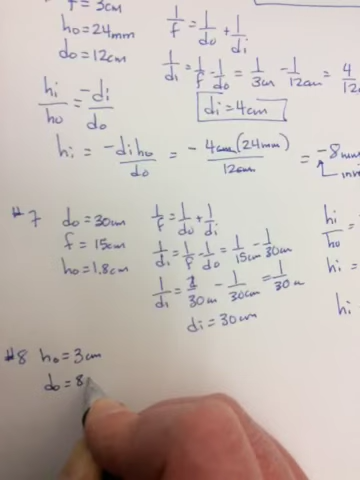 f = 3cm
ho = 24mm
do = 12cm
1/f = 1/do + 1/di
1/di = 1/f - 1/do = 1/3cm - 1/12cm = 4/12
di = 4cm
hi/ho = -di/do
hi = -di ho/do = - 4cm(24mm)/12cm = -8mm
inv
#7 do = 30cm
f = 15cm
ho = 1.8cm
1/f = 1/do + 1/di
1/di = 1/f - 1/do = 1/15cm - 1/30cm
1/di = 2/30cm - 1/30cm = 1/30cm
di = 30cm
hi/ho =
hi =
hi
#8 ho = 3cm
do = 8